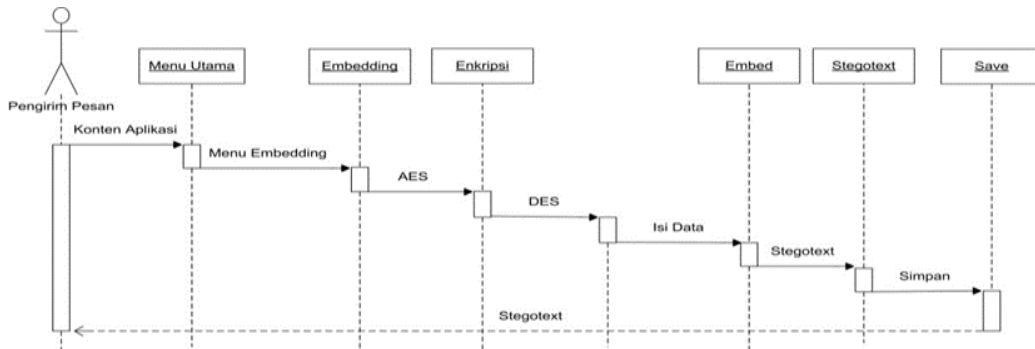 Menu Utama
Embedding
Enkripsi
Embed
Stegotext
Save
Pengirim Pesan
Konten Aplikasi
Menu Embedding
AES
DES
Isi Data
Stegotext
Simpan
Stegotext